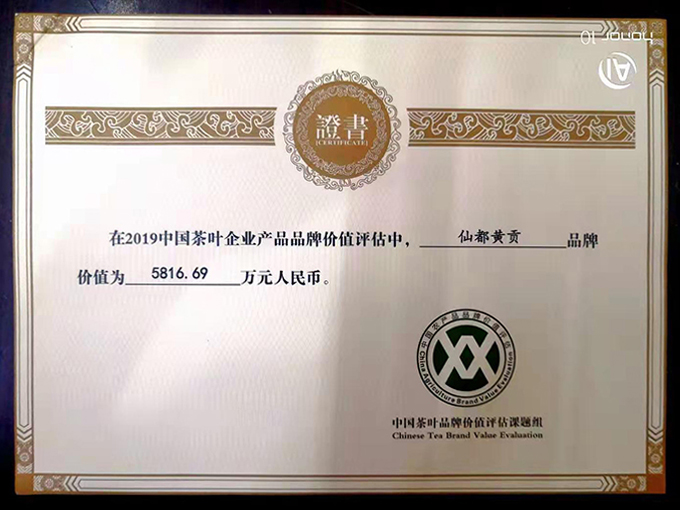 honor 10
AI
證書
[CERTIFICATE]
在2019中国茶叶企业产品品牌价值评估中，仙都黄贡品牌
价值为5816.69万元人民币。
中国农产品品牌价值评估
China Agriculture Brand Value Evaluation
中国茶叶品牌价值评估课题组
Chinese Tea Brand Value Evaluation